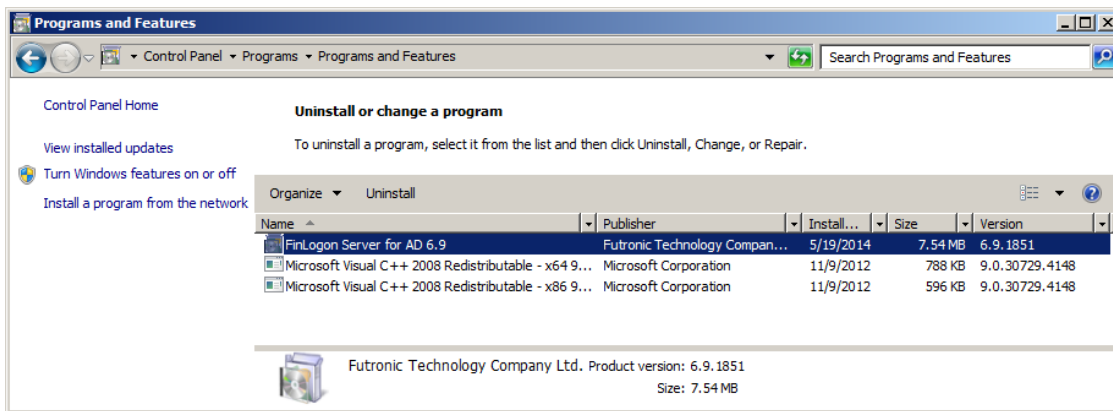 Programs and Features
Control Panel Programs Programs and Features Search Programs and Features
Control Panel Home
Uninstall or change a program
View installed updates
To uninstall a program, select it from the list and then click Uninstall, Change, or Repair.
Turn Windows features on or off
Install a program from the network
Organize Uninstall
Name Publisher Install... Size Version
FinLogon Server for AD 6.9 Futronic Technology Compan... 5/19/2014 7.54 MB 6.9.1851
Microsoft Visual C++ 2008 Redistributable - x64 9... Microsoft Corporation 11/9/2012 788 KB 9.0.30729.4148
Microsoft Visual C++ 2008 Redistributable - x86 9... Microsoft Corporation 11/9/2012 596 KB 9.0.30729.4148
Futronic Technology Company Ltd. Product version: 6.9.1851
Size: 7.54 MB